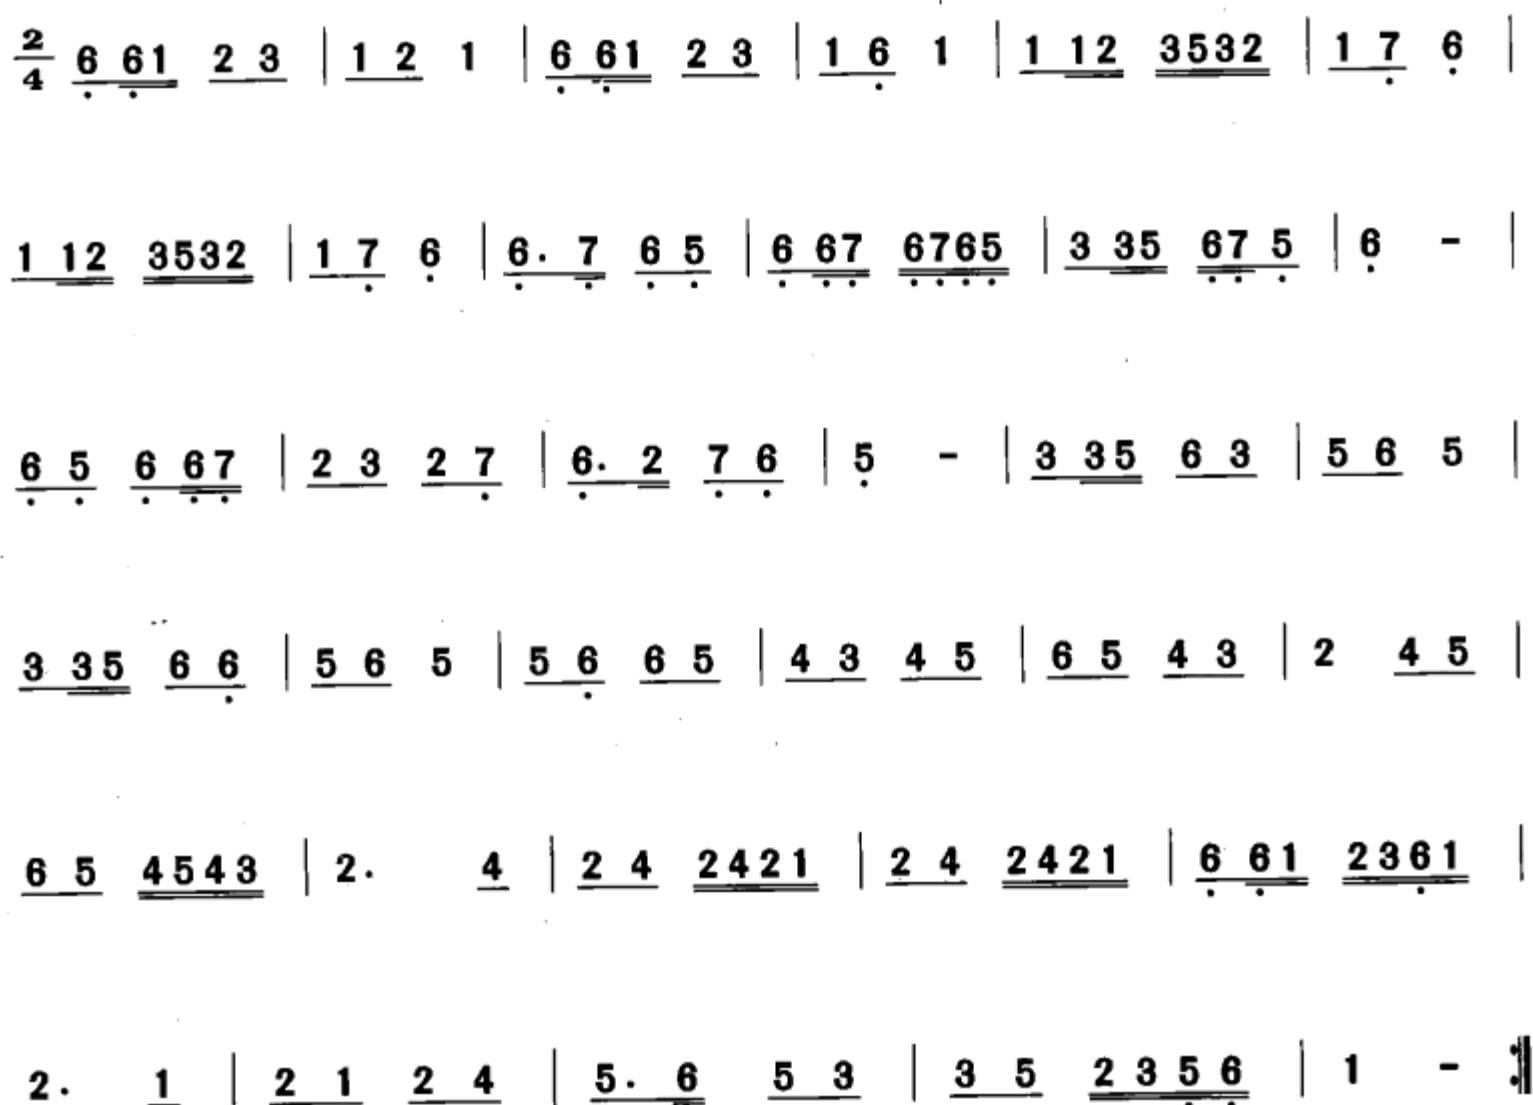 2/4 6 61 2 3 | 1 2 1 | 6 61 2 3 | 1 6 1 | 1 12 3532 | 1 7 6 |
1 12 3532 | 1 7 6 | 6. 7 6 5 | 6 67 6765 | 3 35 67 5 | 6 - |
6 5 6 67 | 2 3 2 7 | 6. 2 7 6 | 5 - | 3 35 6 3 | 5 6 5 |
3 35 6 6 | 5 6 5 | 5 6 6 5 | 4 3 4 5 | 6 5 4 3 | 2 4 5 |
6 5 4543 | 2. 4 | 2 4 2421 | 2 4 2421 | 6 61 2361 |
2. 1 | 2 1 2 4 | 5. 6 5 3 | 3 5 2356 | 1 - :‖